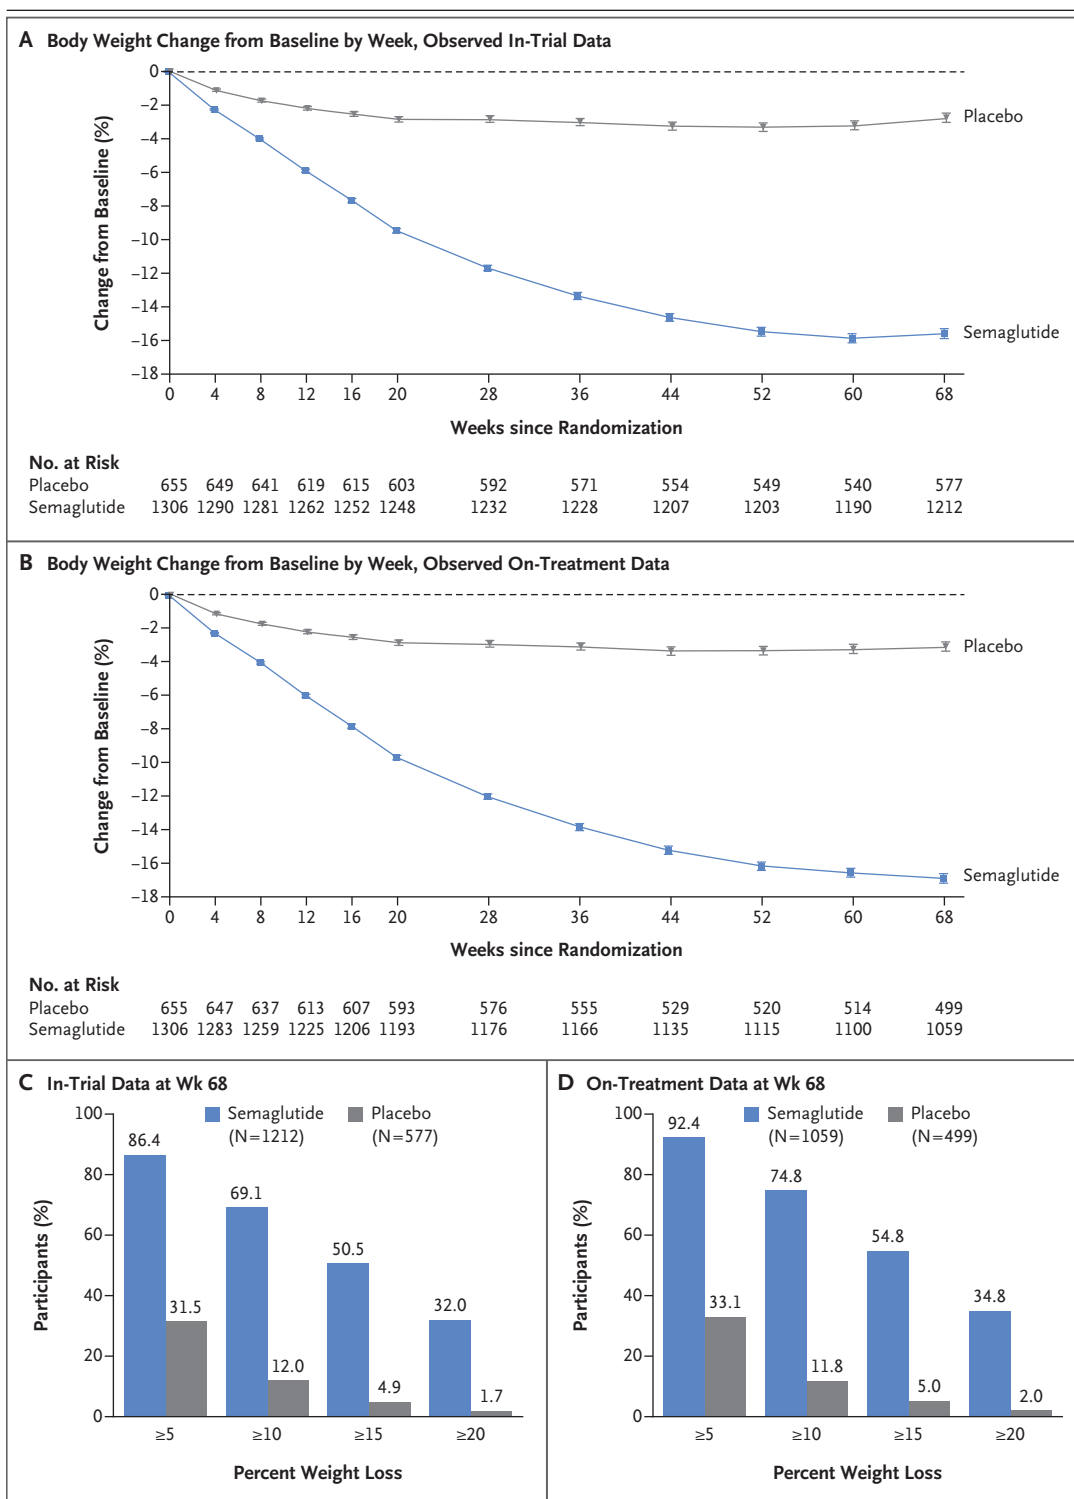 A Body Weight Change from Baseline by Week, Observed In-Trial Data
0
−2
−4
−6
−8
−10
−12
−14
−16
−18
Change from Baseline (%)
Placebo
Semaglutide
0 4 8 12 16 20 28 36 44 52 60 68
Weeks since Randomization
No. at Risk
Placebo 655 649 641 619 615 603 592 571 554 549 540 577
Semaglutide 1306 1290 1281 1262 1252 1248 1232 1228 1207 1203 1190 1212
B Body Weight Change from Baseline by Week, Observed On-Treatment Data
0
−2
−4
−6
−8
−10
−12
−14
−16
−18
Change from Baseline (%)
Placebo
Semaglutide
0 4 8 12 16 20 28 36 44 52 60 68
Weeks since Randomization
No. at Risk
Placebo 655 647 637 613 607 593 576 555 529 520 514 499
Semaglutide 1306 1283 1259 1225 1206 1193 1176 1166 1135 1115 1100 1059
C In-Trial Data at Wk 68
Semaglutide Placebo
(N=1212) (N=577)
100
80
60
40
20
0
Participants (%)
86.4
31.5
69.1
12.0
50.5
4.9
32.0
1.7
≥5 ≥10 ≥15 ≥20
Percent Weight Loss
D On-Treatment Data at Wk 68
Semaglutide Placebo
(N=1059) (N=499)
100
80
60
40
20
0
Participants (%)
92.4
33.1
74.8
11.8
54.8
5.0
34.8
2.0
≥5 ≥10 ≥15 ≥20
Percent Weight Loss